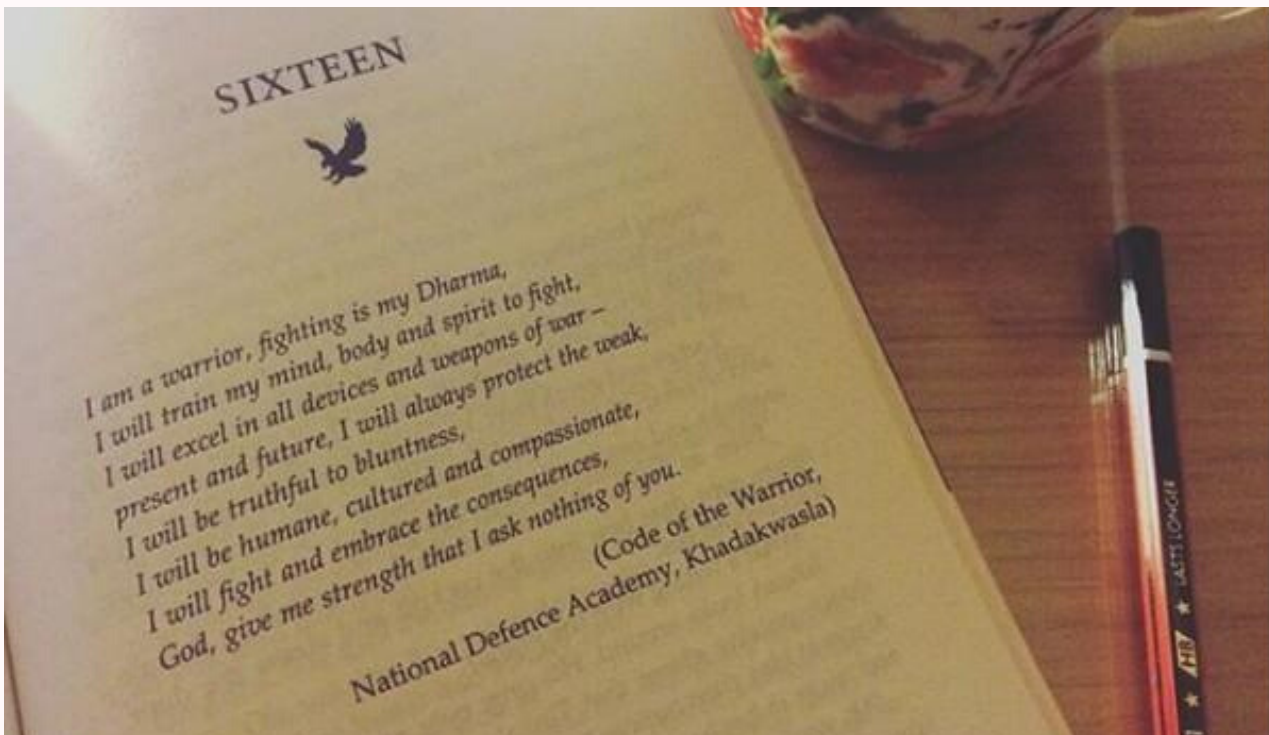 SIXTEEN
I am a warrior, fighting is my Dharma,
I will train my mind, body and spirit to fight,
I will excel in all devices and weapons of war –
present and future, I will always protect the weak,
I will be truthful to bluntness,
I will be humane, cultured and compassionate,
I will fight and embrace the consequences,
God, give me strength that I ask nothing of you.
(Code of the Warrior,
National Defence Academy, Khadakwasla)
★ HB ★ LASTS LONGER